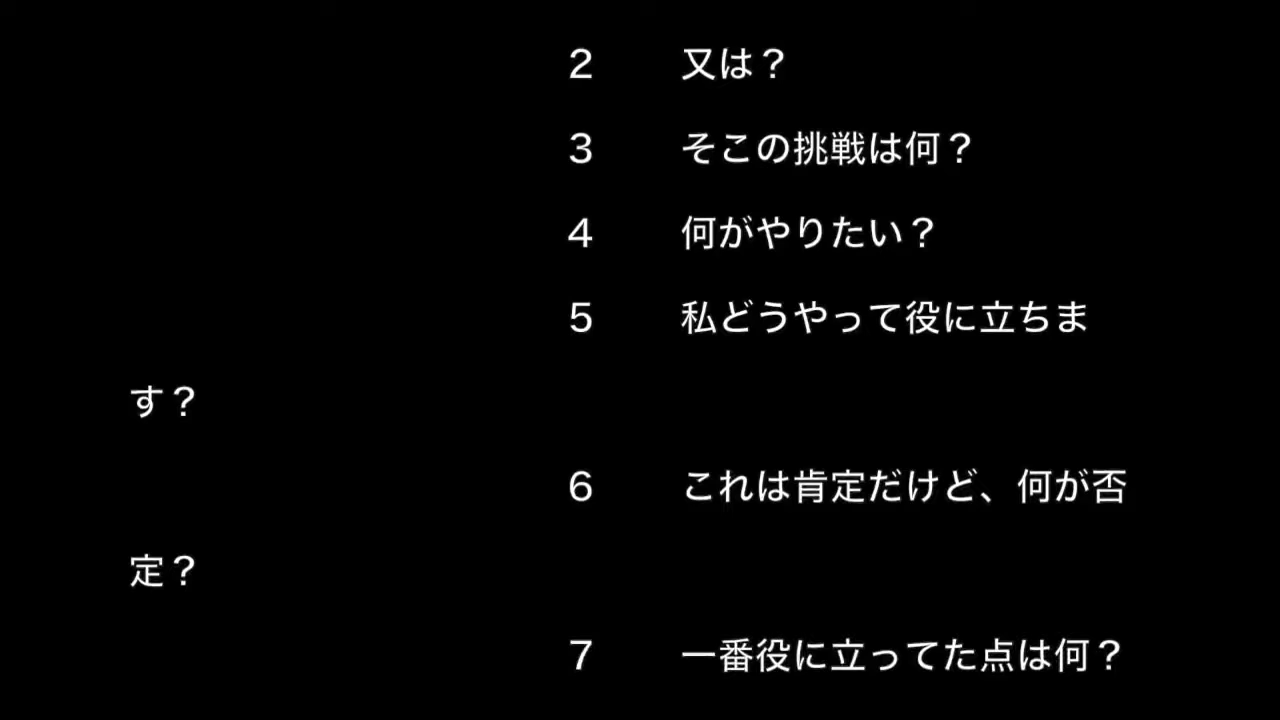 ２　又は？
３　そこの挑戦は何？
４　何がやりたい？
５　私どうやって役に立ちま
す？
６　これは肯定だけど、何が否
定？
７　一番役に立ってた点は何？